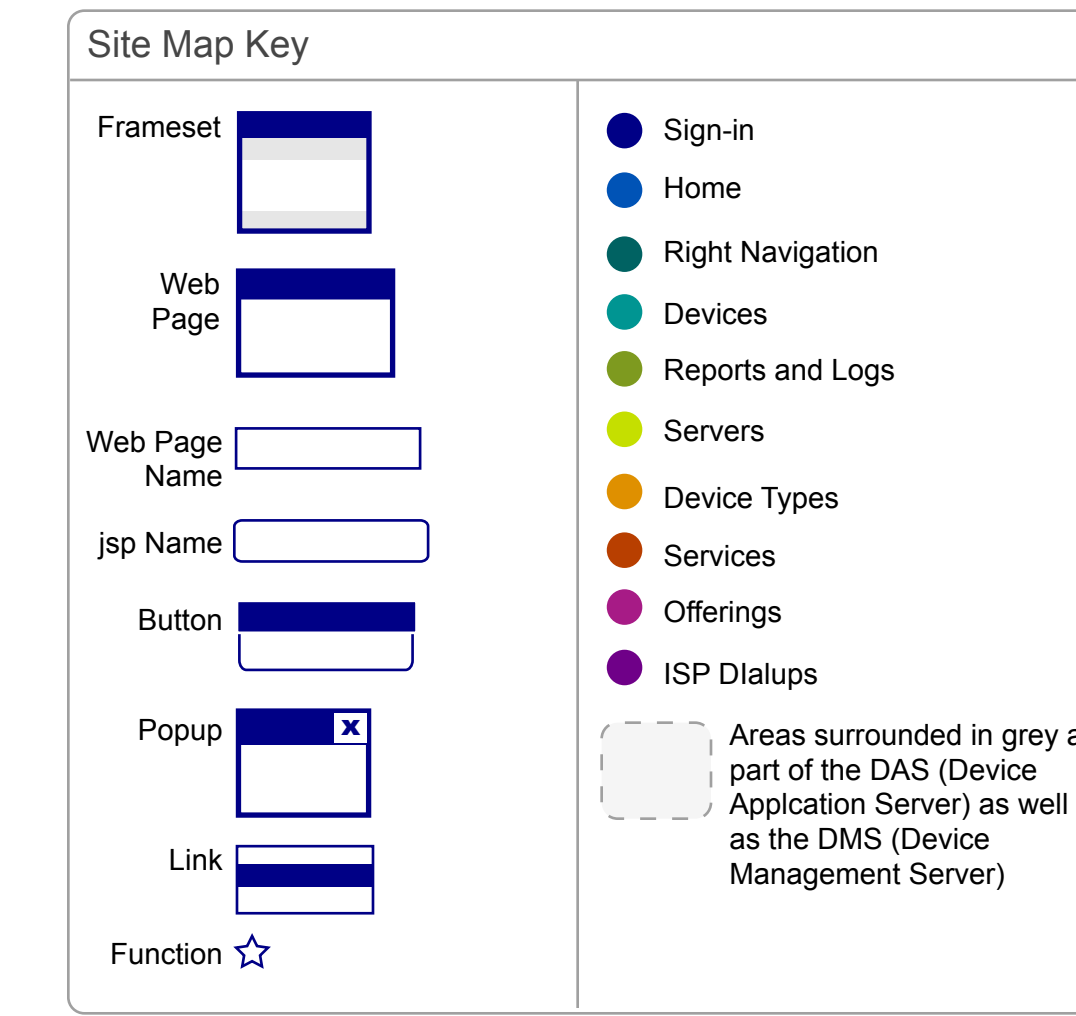 Site Map Key
Frameset
Web
Page
Web Page
Name
jsp Name
Button
Popup
x
Link
Function
Sign-in
Home
Right Navigation
Devices
Reports and Logs
Servers
Device Types
Services
Offerings
ISP DIalups
Areas surrounded in grey
part of the DAS (Device
Applcation Server) as well
as the DMS (Device
Management Server)